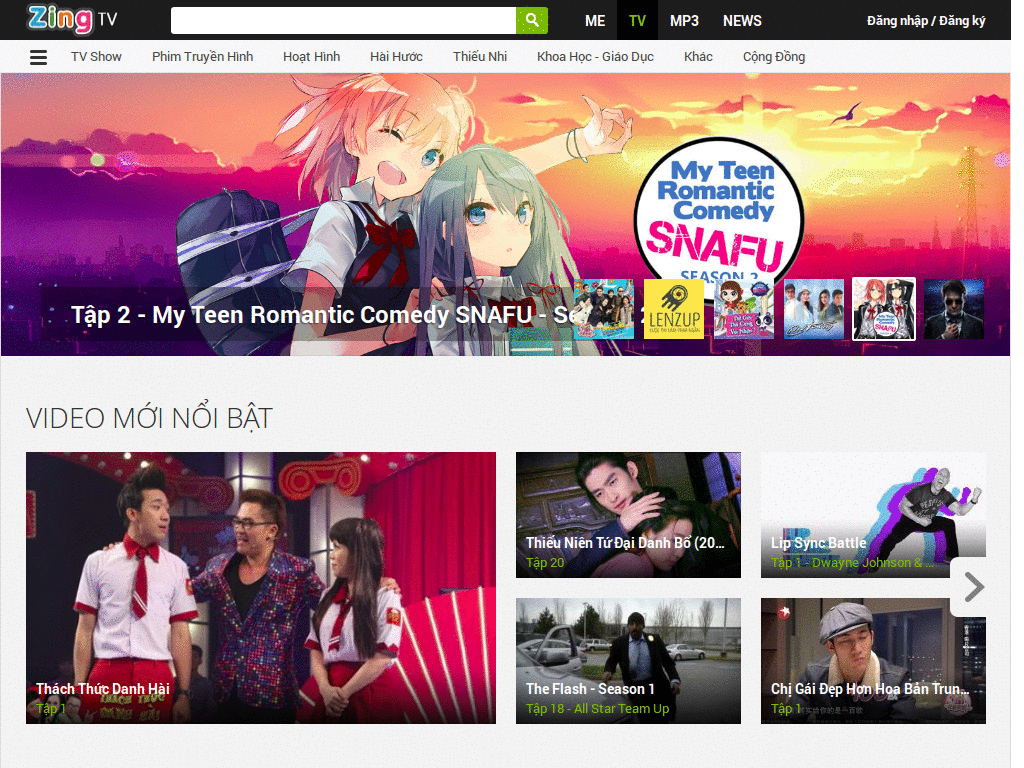 Zing TV
ME TV MP3 NEWS
Đăng nhập / Đăng ký
TV Show Phim Truyền Hình Hoạt Hình Hài Hước Thiếu Nhi Khoa Học - Giáo Dục Khác Cộng Đồng
My Teen
Romantic
Comedy
SNAFU
SEASON 2
Tập 2 - My Teen Romantic Comedy SNAFU - Se
LENZUP
VIDEO MỚI NỔI BẬT
Thách Thức Danh Hài
Tập 1
Thiếu Niên Tứ Đại Danh Bổ (20...
Tập 20
Lip Sync Battle
Tập 1 - Dwayne Johnson & ...
The Flash - Season 1
Tập 18 - All Star Team Up
Chị Gái Đẹp Hơn Hoa Bản Trun...
Tập 1